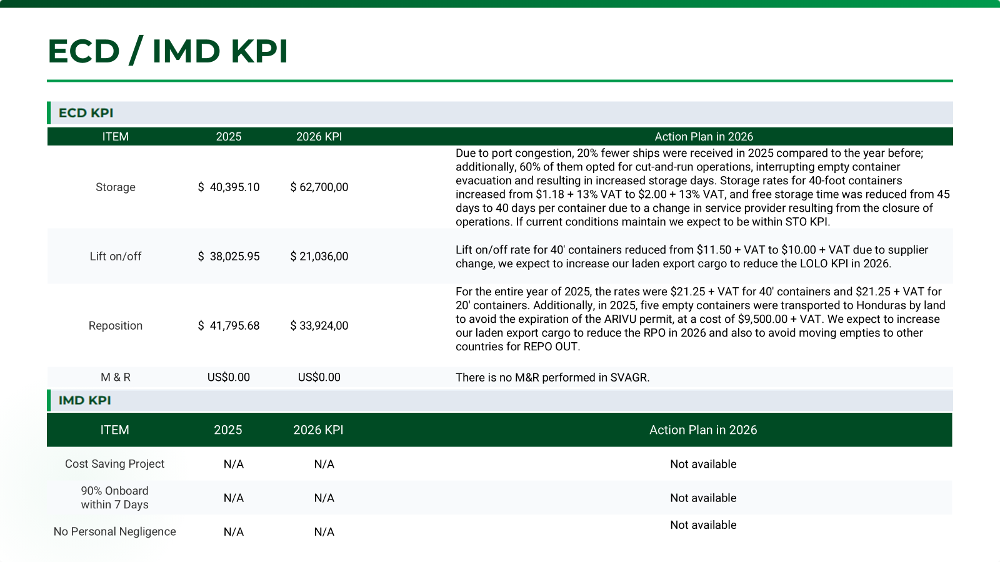 ECD / IMD KPI
ECD KPI
ITEM 2025 2026 KPI Action Plan in 2026
Storage $ 40,395.10 $ 62,700,00
Due to port congestion, 20% fewer ships were received in 2025 compared to the year before;
additionally, 60% of them opted for cut-and-run operations, interrupting empty container
evacuation and resulting in increased storage days. Storage rates for 40-foot containers
increased from $1.18 + 13% VAT to $2.00 + 13% VAT, and free storage time was reduced from 45
days to 40 days per container due to a change in service provider resulting from the closure of
operations. If current conditions maintain we expect to be within STO KPI.
Lift on/off $ 38,025.95 $ 21,036,00
Lift on/off rate for 40' containers reduced from $11.50 + VAT to $10.00 + VAT due to supplier
change, we expect to increase our laden export cargo to reduce the LOLO KPI in 2026.
Reposition $ 41,795.68 $ 33,924,00
For the entire year of 2025, the rates were $21.25 + VAT for 40' containers and $21.25 + VAT for
20' containers. Additionally, in 2025, five empty containers were transported to Honduras by land
to avoid the expiration of the ARIVU permit, at a cost of $9,500.00 + VAT. We expect to increase
our laden export cargo to reduce the RPO in 2026 and also to avoid moving empties to other
countries for REPO OUT.
M & R US$0.00 US$0.00 There is no M&R performed in SVAGR.
IMD KPI
ITEM 2025 2026 KPI Action Plan in 2026
Cost Saving Project N/A N/A Not available
90% Onboard
within 7 Days N/A N/A Not available
No Personal Negligence N/A N/A Not available